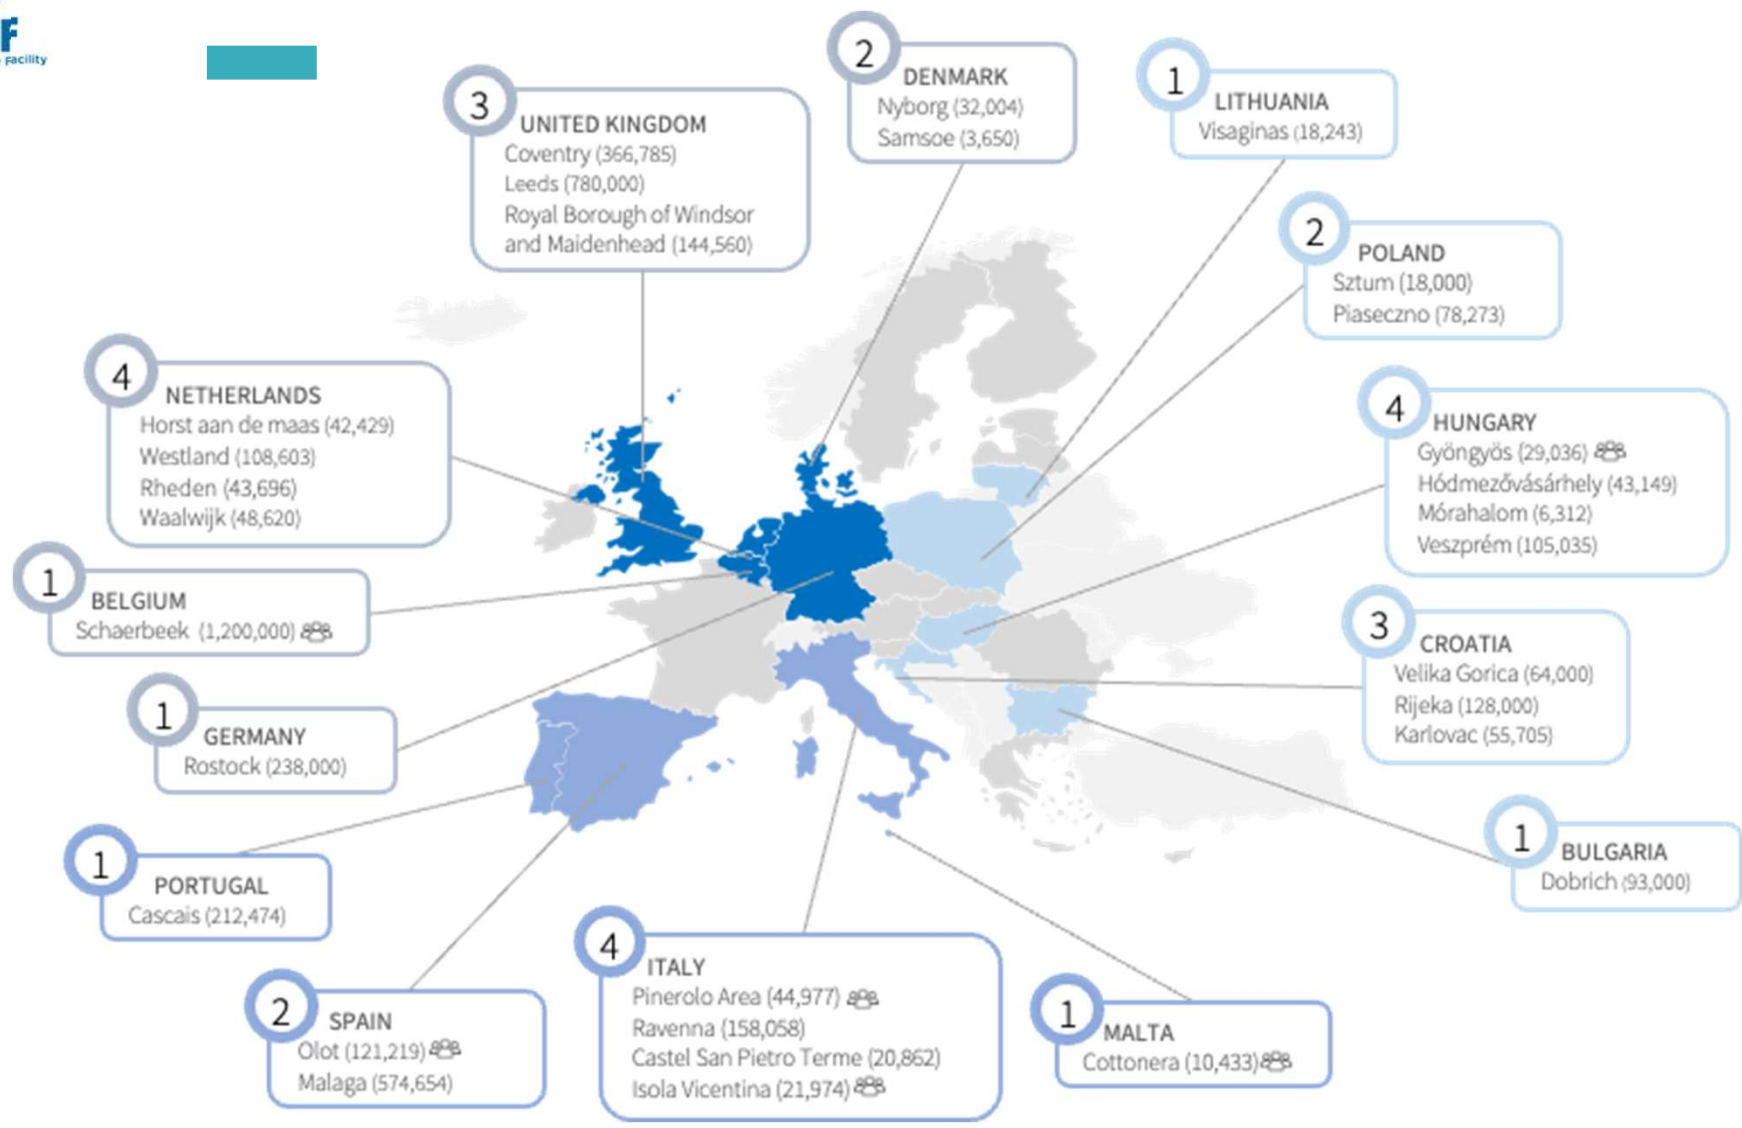 F
Facility
2
DENMARK
Nyborg (32,004)
Samsoe (3,650)
1
LITHUANIA
Visaginas (18,243)
3
UNITED KINGDOM
Coventry (366,785)
Leeds (780,000)
Royal Borough of Windsor
and Maidenhead (144,560)
2
POLAND
Sztum (18,000)
Piaseczno (78,273)
4
NETHERLANDS
Horst aan de maas (42,429)
Westland (108,603)
Rheden (43,696)
Waalwijk (48,620)
4
HUNGARY
Gyöngyös (29,036)
Hódmezővásárhely (43,149)
Mórahalom (6,312)
Veszprém (105,035)
1
BELGIUM
Schaerbeek (1,200,000)
3
CROATIA
Velika Gorica (64,000)
Rijeka (128,000)
Karlovac (55,705)
1
GERMANY
Rostock (238,000)
1
BULGARIA
Dobrich (93,000)
1
PORTUGAL
Cascais (212,474)
2
SPAIN
Olot (121,219)
Malaga (574,654)
4
ITALY
Pinerolo Area (44,977)
Ravenna (158,058)
Castel San Pietro Terme (20,862)
Isola Vicentina (21,974)
1
MALTA
Cottonera (10,433)